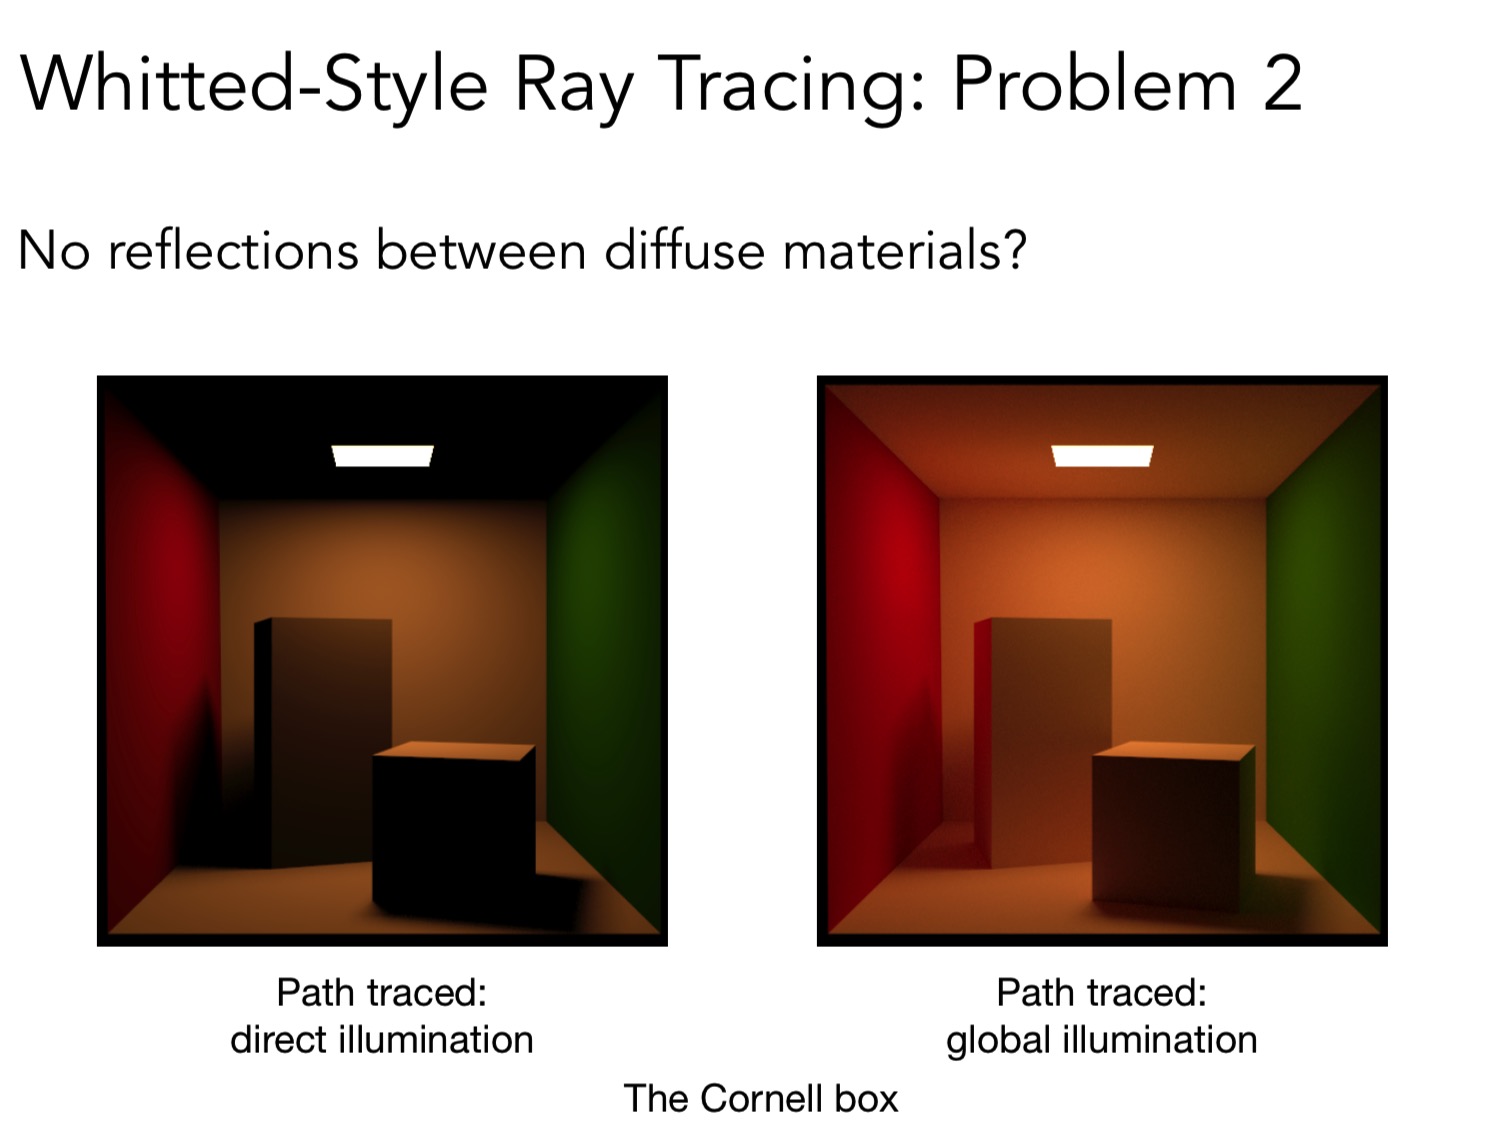 Whitted-Style Ray Tracing: Problem 2
No reflections between diffuse materials?
Path traced:
direct illumination
Path traced:
global illumination
The Cornell box